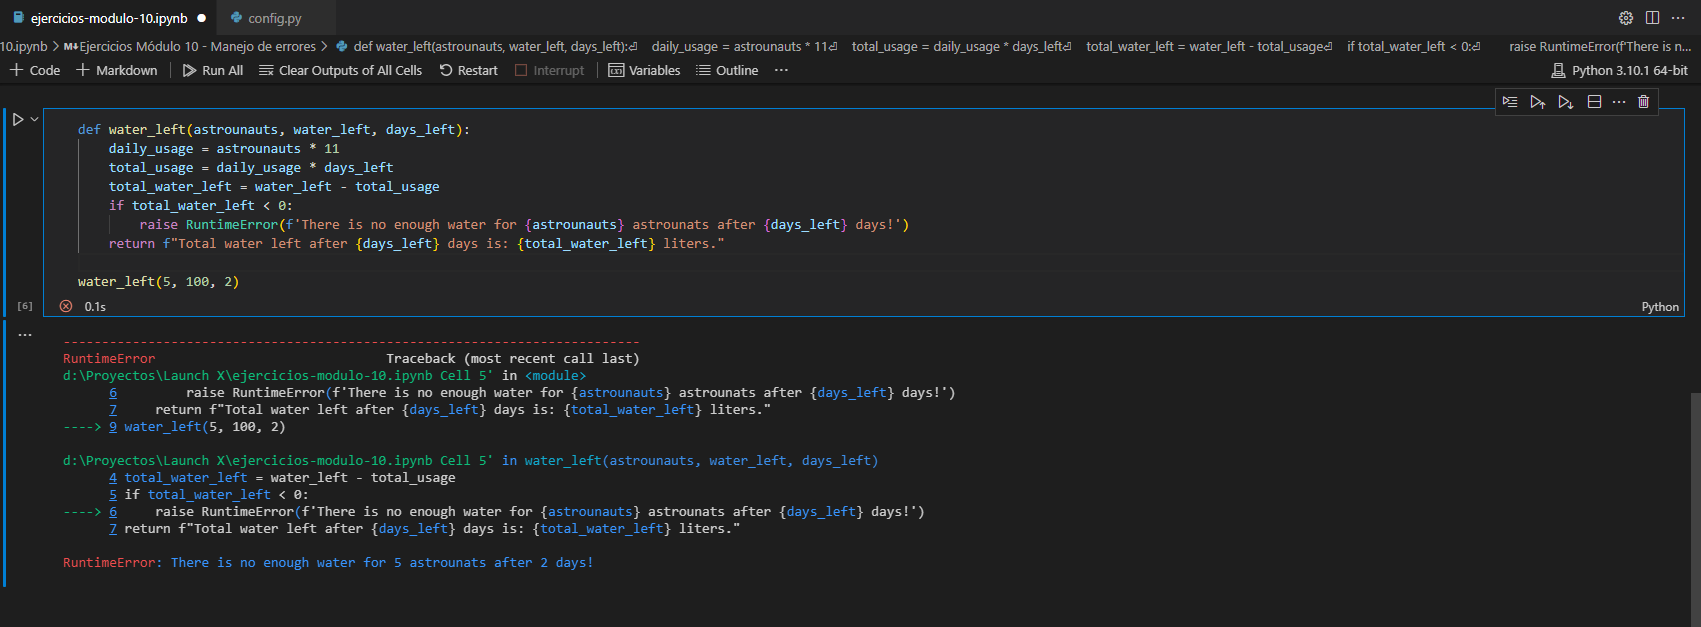 ejercicios-modulo-10.ipynb config.py
10.ipynb > M↓Ejercicios Módulo 10 - Manejo de errores > def water_left(astrounauts, water_left, days_left):⏎ daily_usage = astrounauts * 11⏎ total_usage = daily_usage * days_left⏎ total_water_left = water_left - total_usage⏎ if total_water_left < 0:⏎ raise RuntimeError(f'There is n...
+ Code + Markdown Run All Clear Outputs of All Cells Restart Interrupt Variables Outline ... Python 3.10.1 64-bit
def water_left(astrounauts, water_left, days_left):
daily_usage = astrounauts * 11
total_usage = daily_usage * days_left
total_water_left = water_left - total_usage
if total_water_left < 0:
raise RuntimeError(f'There is no enough water for {astrounauts} astrounats after {days_left} days!')
return f"Total water left after {days_left} days is: {total_water_left} liters."
water_left(5, 100, 2)
[6] 0.1s Python
...
---------------------------------------------------------------------------
RuntimeError Traceback (most recent call last)
d:\Proyectos\Launch X\ejercicios-modulo-10.ipynb Cell 5' in <module>
6 raise RuntimeError(f'There is no enough water for {astrounauts} astrounats after {days_left} days!')
7 return f"Total water left after {days_left} days is: {total_water_left} liters."
----> 9 water_left(5, 100, 2)
d:\Proyectos\Launch X\ejercicios-modulo-10.ipynb Cell 5' in water_left(astrounauts, water_left, days_left)
4 total_water_left = water_left - total_usage
5 if total_water_left < 0:
----> 6 raise RuntimeError(f'There is no enough water for {astrounauts} astrounats after {days_left} days!')
7 return f"Total water left after {days_left} days is: {total_water_left} liters."
RuntimeError: There is no enough water for 5 astrounats after 2 days!